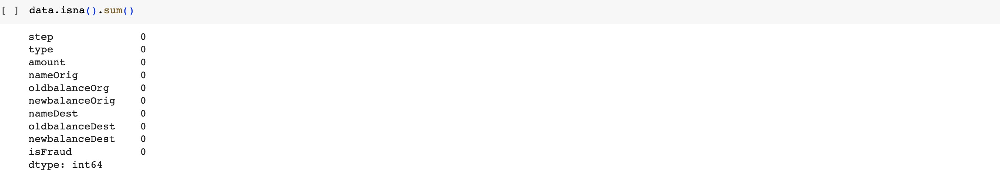 [ ] data.isna().sum()
step 0
type 0
amount 0
nameOrig 0
oldbalanceOrg 0
newbalanceOrig 0
nameDest 0
oldbalanceDest 0
newbalanceDest 0
isFraud 0
dtype: int64